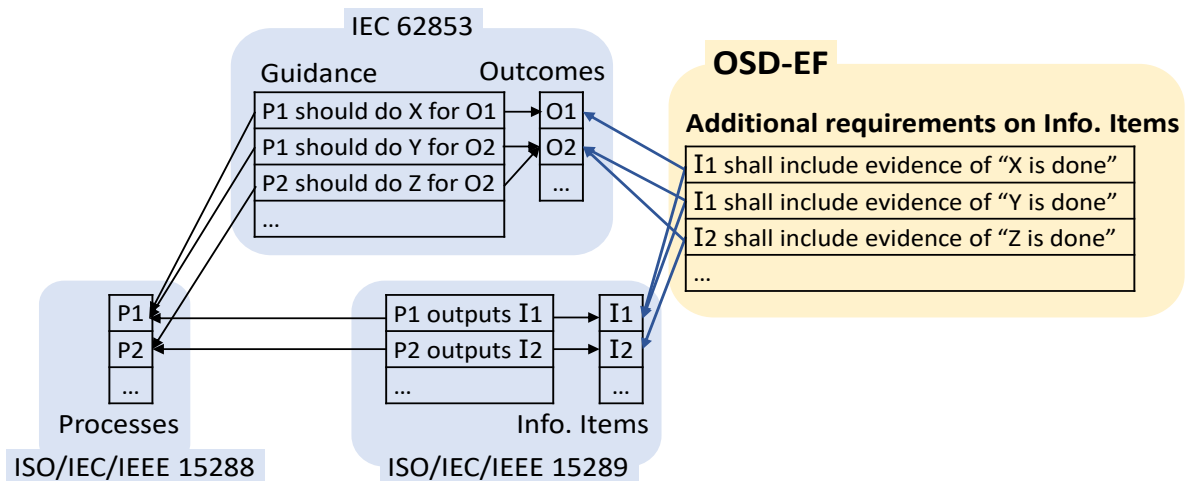 IEC 62853
Guidance
Outcomes
P1 should do X for O1
P1 should do Y for O2
P2 should do Z for O2
...
O1
O2
...
OSD-EF
Additional requirements on Info. Items
I1 shall include evidence of “X is done”
I1 shall include evidence of “Y is done”
I2 shall include evidence of “Z is done”
...
P1
P2
...
Processes
ISO/IEC/IEEE 15288
P1 outputs I1
P2 outputs I2
...
I1
I2
...
Info. Items
ISO/IEC/IEEE 15289